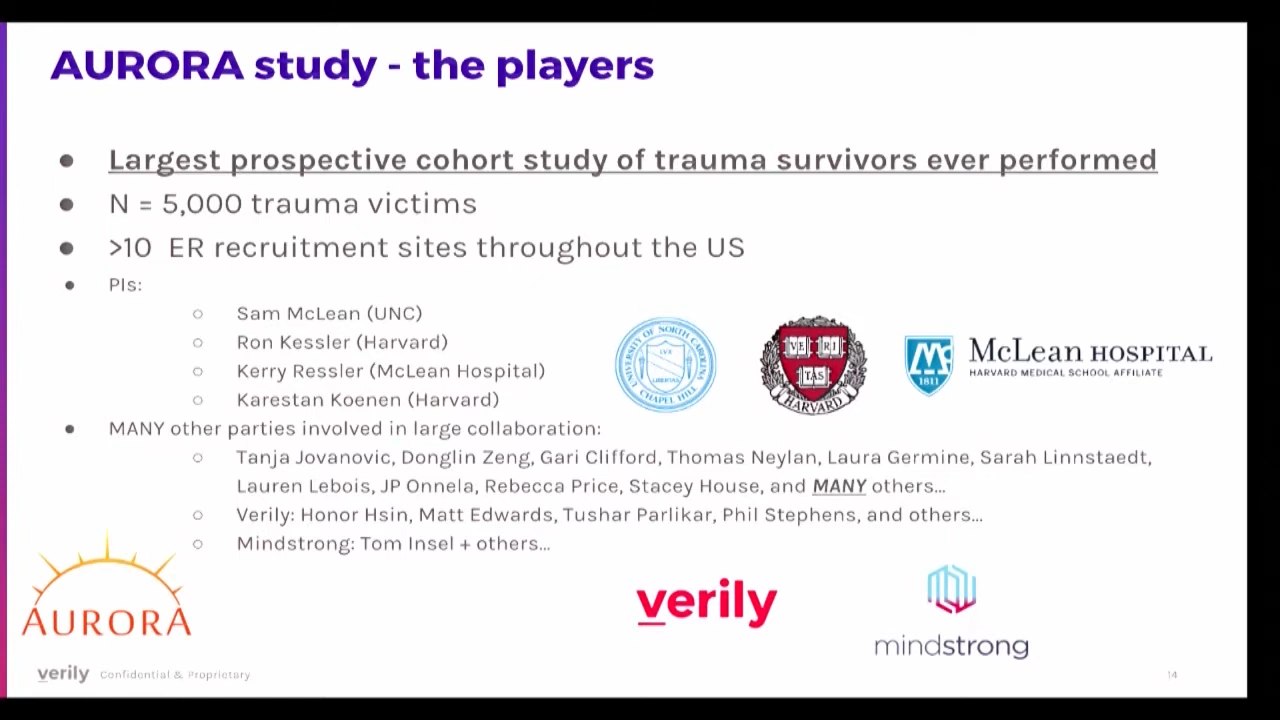 AURORA study - the players
● Largest prospective cohort study of trauma survivors ever performed
● N = 5,000 trauma victims
● >10 ER recruitment sites throughout the US
● PIs:
○ Sam McLean (UNC)
○ Ron Kessler (Harvard)
○ Kerry Ressler (McLean Hospital)
○ Karestan Koenen (Harvard)
UNIVERSITY OF NORTH CAROLINA
LUX
LIBERTAS
CHAPEL HILL
VE RI
TAS
HARVARD
Mc
1811
McLean HOSPITAL
HARVARD MEDICAL SCHOOL AFFILIATE
● MANY other parties involved in large collaboration:
○ Tanja Jovanovic, Donglin Zeng, Gari Clifford, Thomas Neylan, Laura Germine, Sarah Linnstaedt,
Lauren Lebois, JP Onnela, Rebecca Price, Stacey House, and MANY others…
○ Verily: Honor Hsin, Matt Edwards, Tushar Parlikar, Phil Stephens, and others…
○ Mindstrong: Tom Insel + others…
AURORA
verily
mindstrong
verily Confidential & Proprietary
14